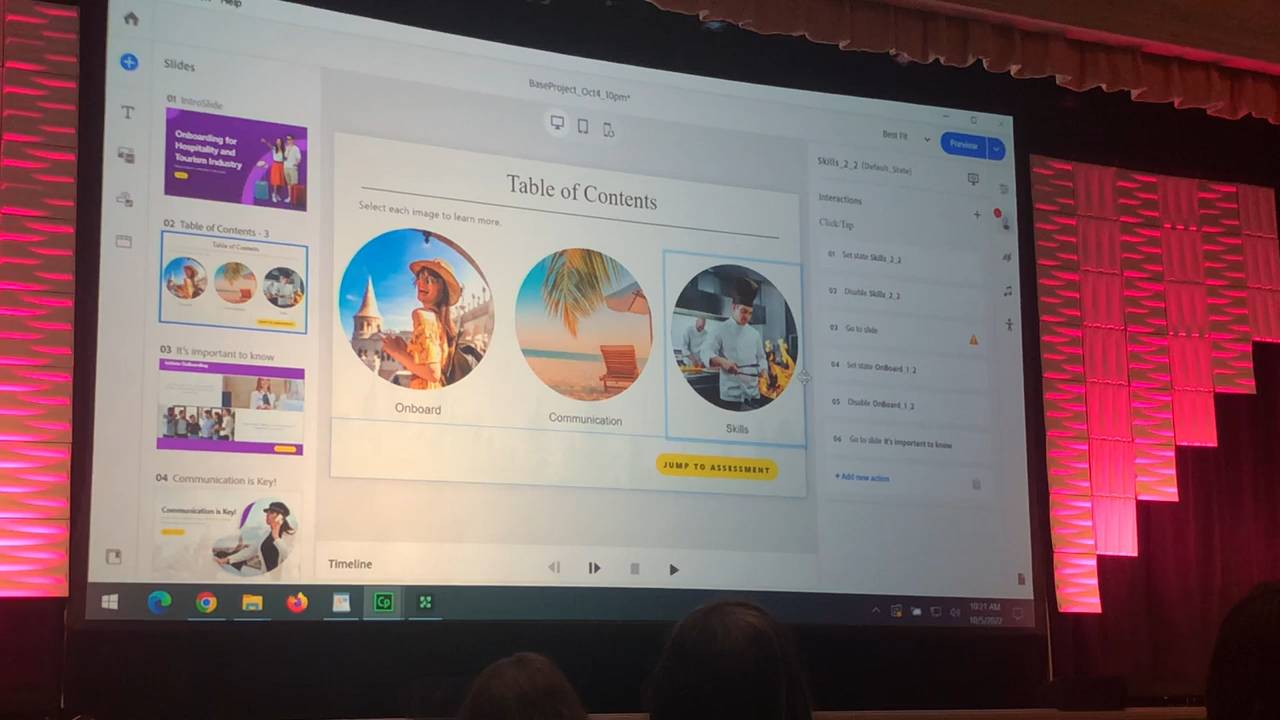 Help
Slides
BaseProject_Oct4_10pm*
Best Fit
Preview
01 IntroSlide
Onboarding for
Hospitality and
Tourism Industry
02 Table of Contents - 3
Table of Contents
03 It's important to know
04 Communication is Key!
Communication is Key!
Table of Contents
Select each image to learn more.
Onboard
Communication
Skills
JUMP TO ASSESSMENT
Timeline
Skills_2_2 (Default_State)
Interactions
Click/Tap
01 Set state Skills_2_2
02 Disable Skills_2_2
03 Go to slide
04 Set state OnBoard_1_2
05 Disable OnBoard_1_2
06 Go to slide It's important to know
+ Add new action
Cp
10:21 AM
10/5/2022